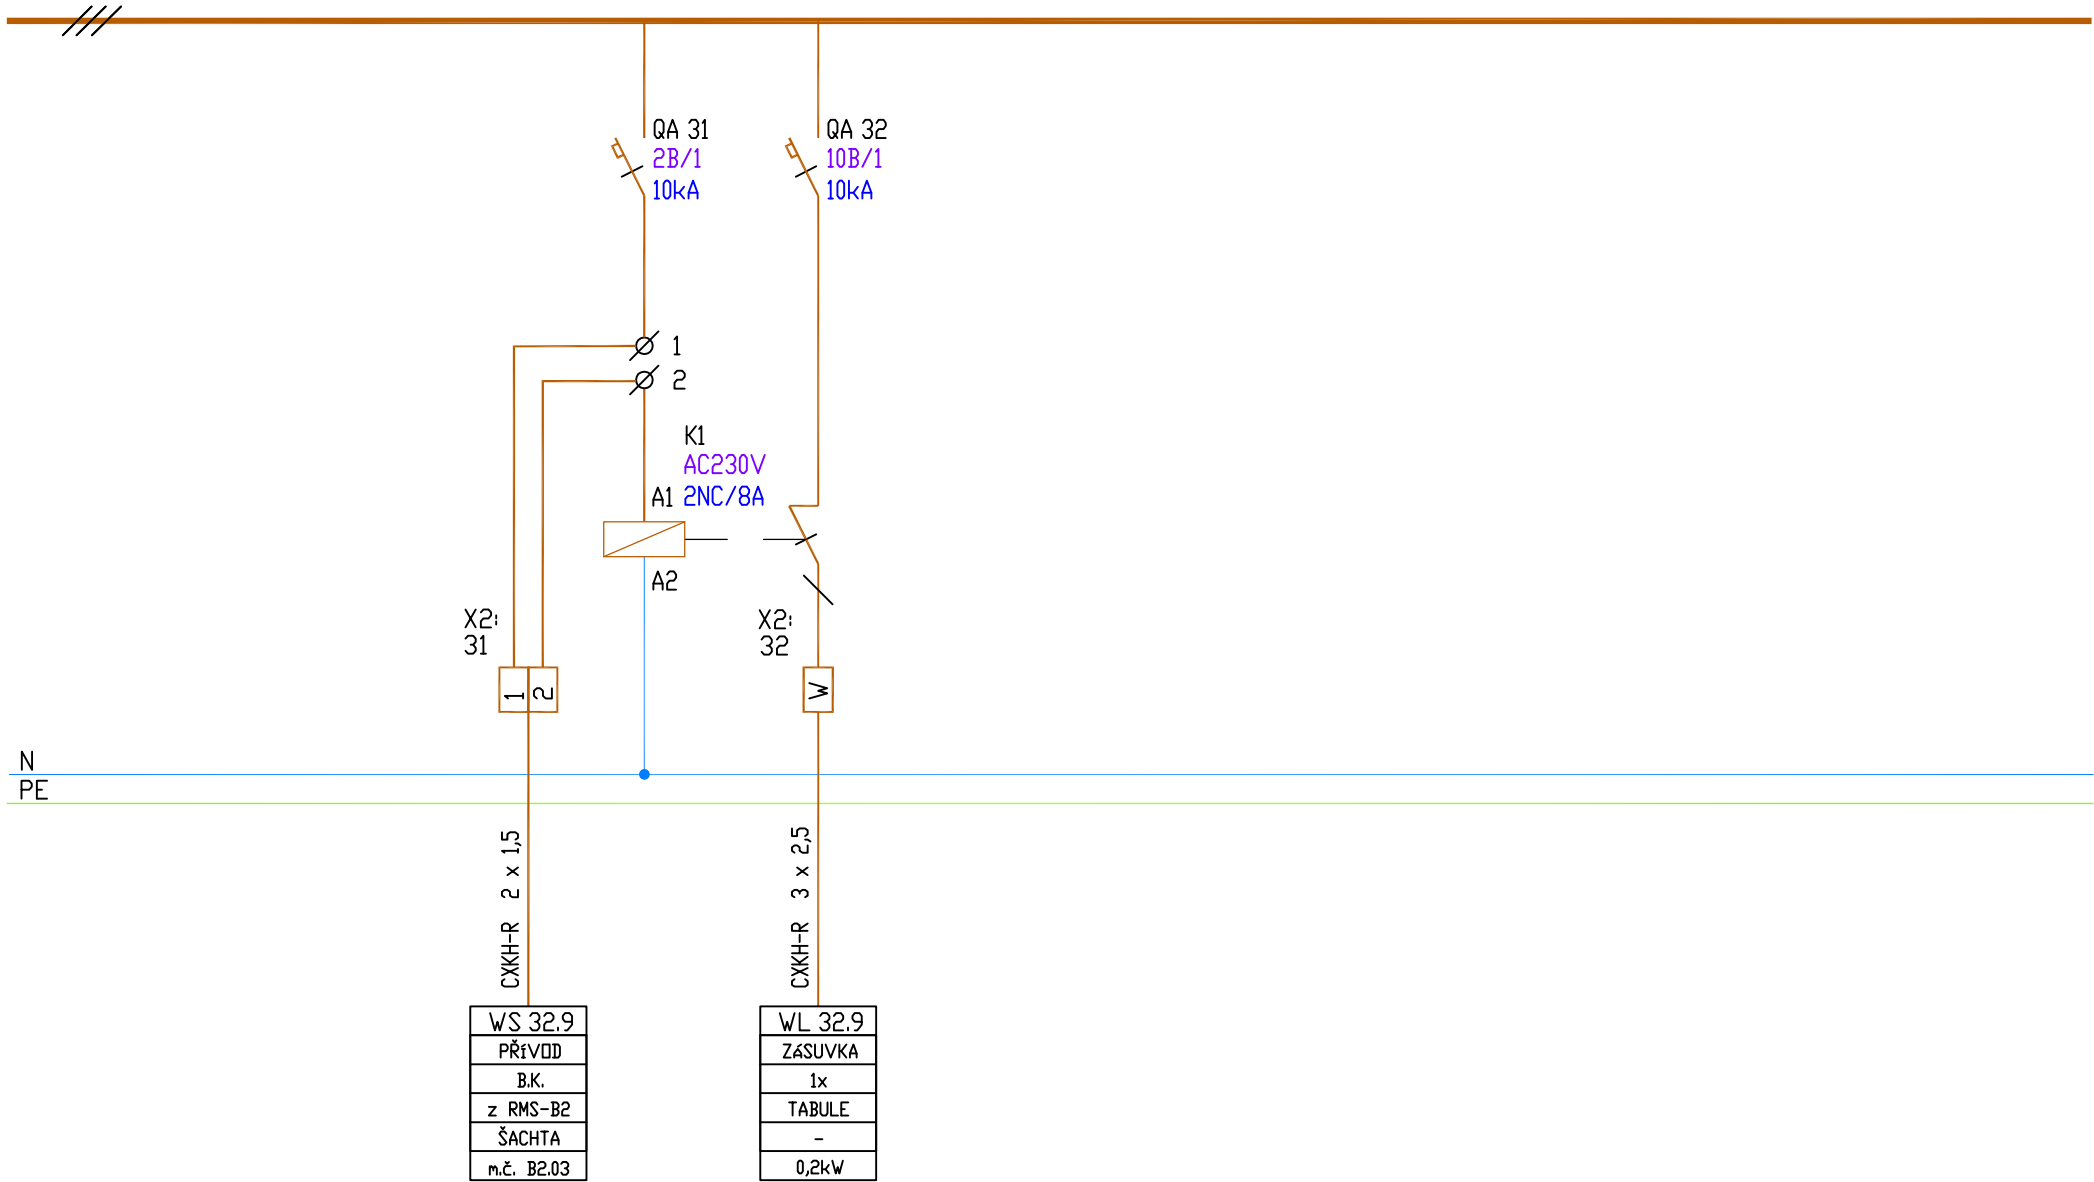 QA 31
2B/1
10kA
QA 32
10B/1
10kA
1
2
K1
AC230V
2NC/8A
A1
A2
X2:
31
1
2
X2:
32
W
N
PE
CXKH-R 2 x 1,5
CXKH-R 3 x 2,5
WS 32.9
PŘíVOD
B.K.
z RMS-B2
ŠACHTA
m.č. B2.03
WL 32.9
ZáSUVKA
1x
TABULE
-
0,2kW